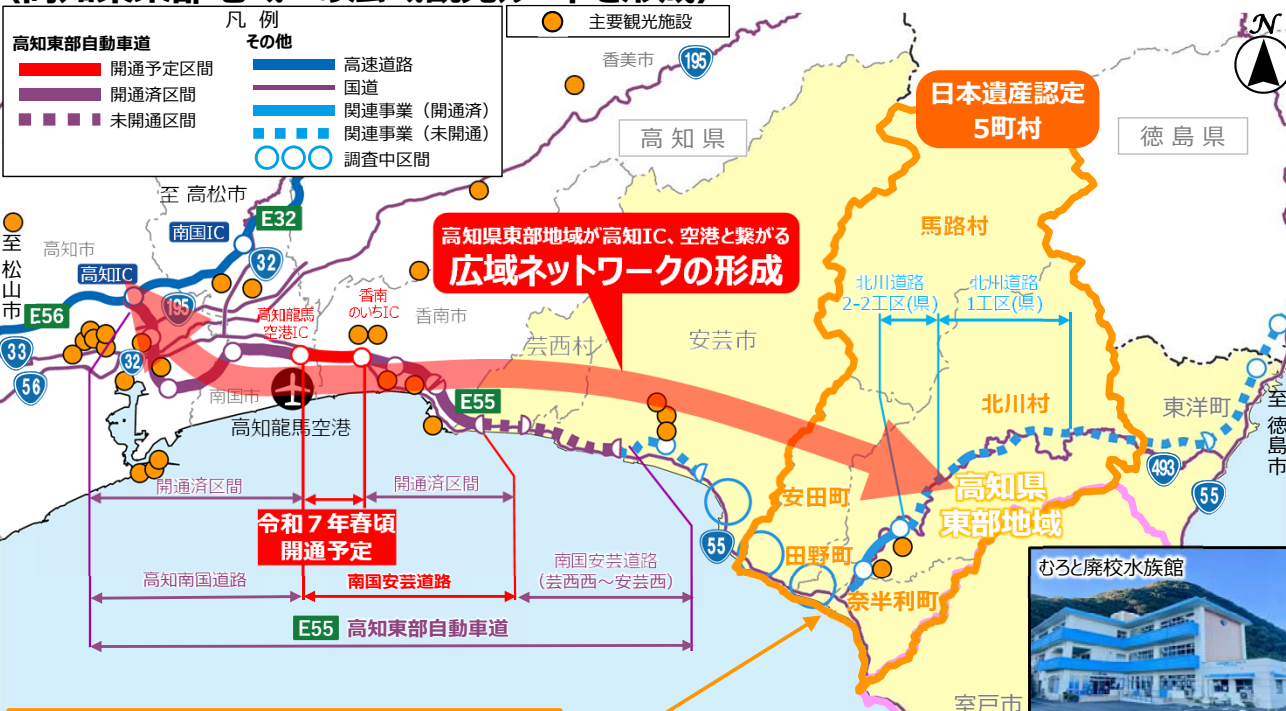 凡 例
高知東部自動車道
開通予定区間
開通済区間
未開通区間
その他
高速道路
国道
関連事業（開通済）
関連事業（未開通）
調査中区間
主要観光施設
香美市
195
N
日本遺産認定
5町村
高知県
徳島県
至 高松市
E32
南国IC
32
至 松山市
高知市
高知IC
高知県東部地域が高知IC、空港と繋がる
広域ネットワークの形成
馬路村
北川道路
2-2工区(県)
北川道路
1工区(県)
E56
195
高知龍馬
空港IC
香南
のいちIC
香南市
芸西村
安芸市
33
56
32
南国市
高知龍馬空港
E55
北川村
東洋町
至 徳島市
493
55
開通済区間
開通済区間
令和７年春頃
開通予定
安田町
55
田野町
奈半利町
高知県
東部地域
高知南国道路
南国安芸道路
南国安芸道路
(芸西西～安芸西)
E55 高知東部自動車道
むろと廃校水族館
室戸市